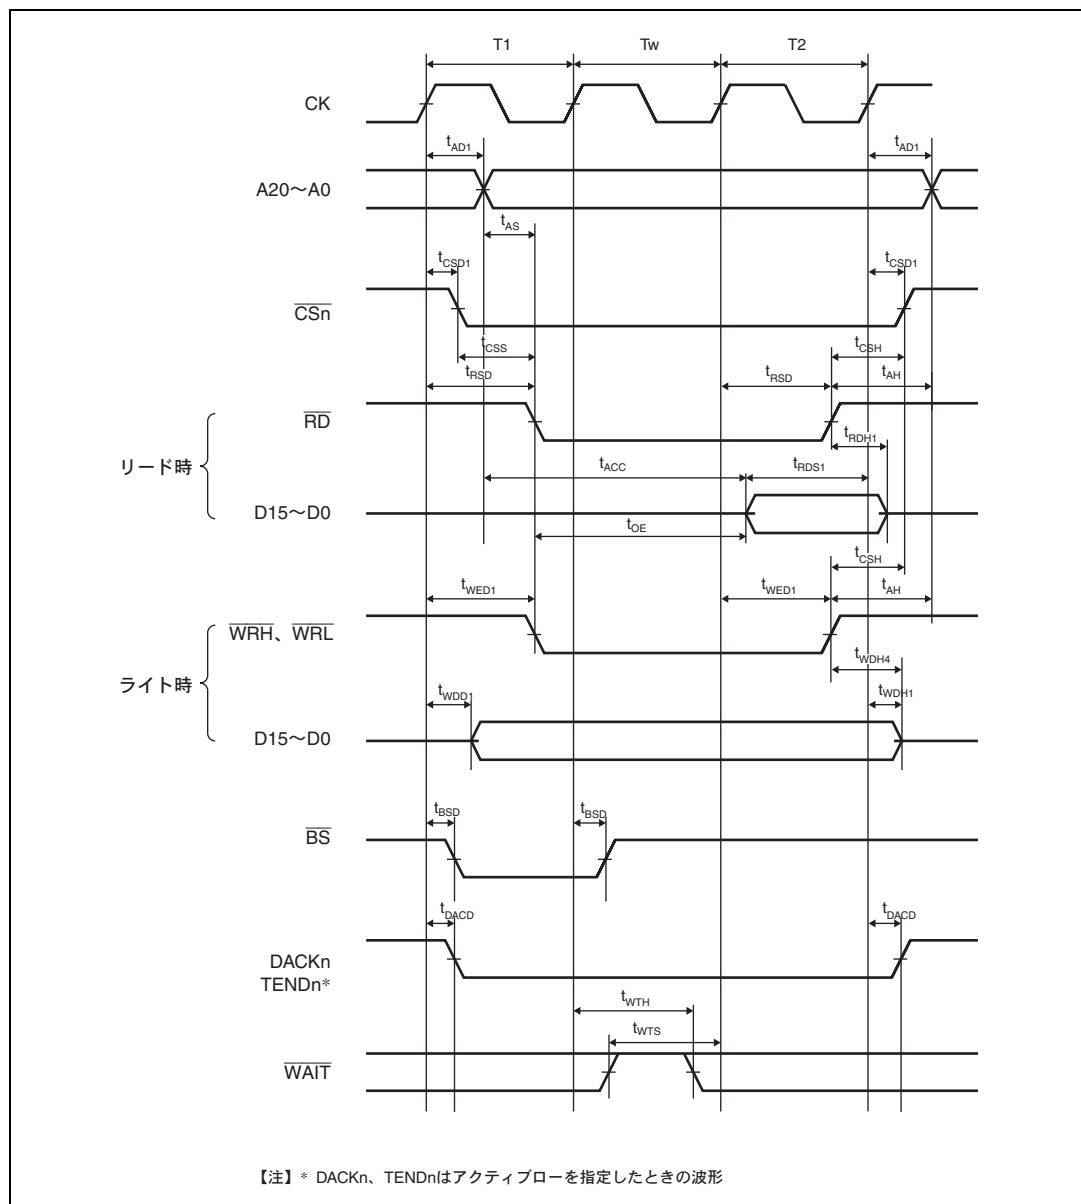 T1 Tw T2
CK
tAD1 tAD1
A20～A0
tAS
tCSD1 tCSD1
CSn
tCSS tCSH
tRSD tRSD tAH
RD
tRDH1
リード時
tACC tRDS1
D15～D0
tOE
tCSH
tWED1 tWED1 tAH
WRH、WRL
tWDH4
ライト時
tWDD1 tWDH1
D15～D0
tBSD tBSD
BS
tDACD tDACD
DACKn
TENDn*
tWTH
tWTS
WAIT
【注】* DACKn、TENDnはアクティブローを指定したときの波形